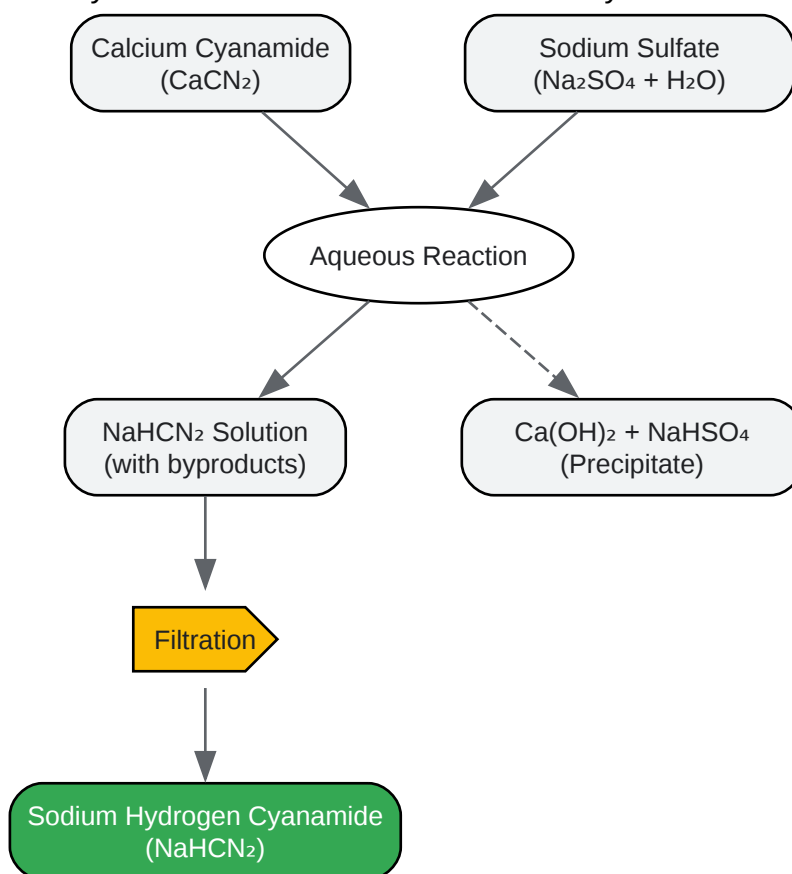 Calcium Cyanamide
(CaCN₂)
Sodium Sulfate
(Na₂SO₄ + H₂O)
Aqueous Reaction
NaHCN₂ Solution
(with byproducts)
Ca(OH)₂ + NaHSO₄
(Precipitate)
Filtration
Sodium Hydrogen Cyanamide
(NaHCN₂)